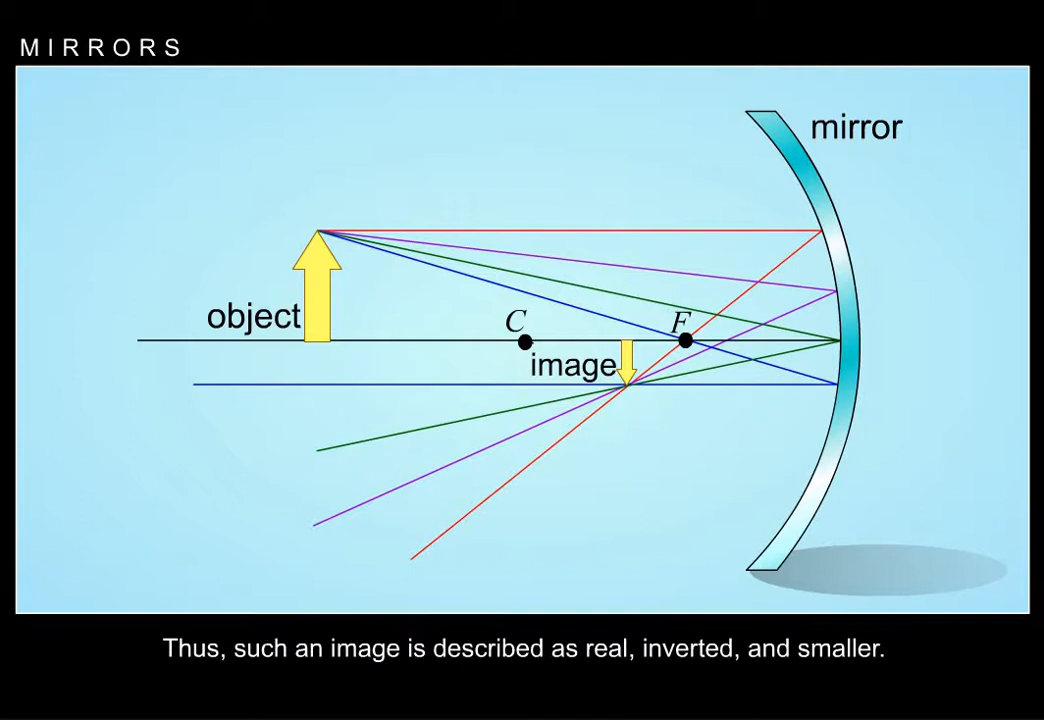 MIRRORS
mirror
object
C
F
image
Thus, such an image is described as real, inverted, and smaller.